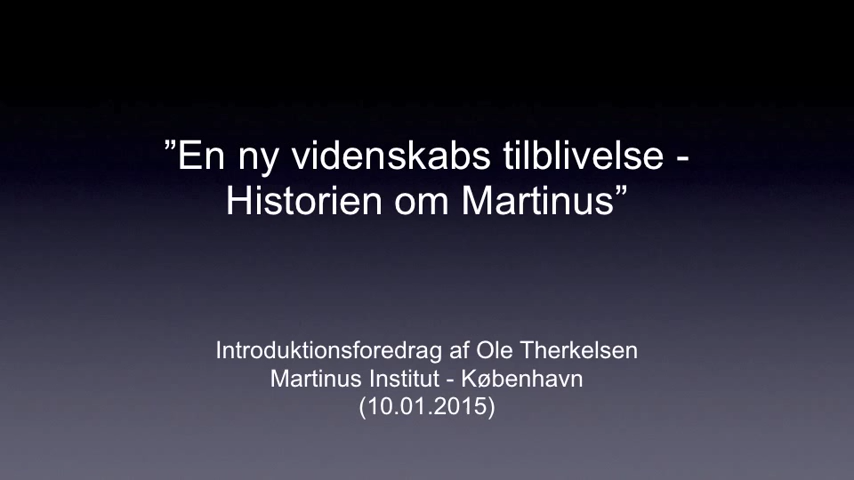 ”En ny videnskabs tilblivelse -
Historien om Martinus”
Introduktionsforedrag af Ole Therkelsen
Martinus Institut - København
(10.01.2015)